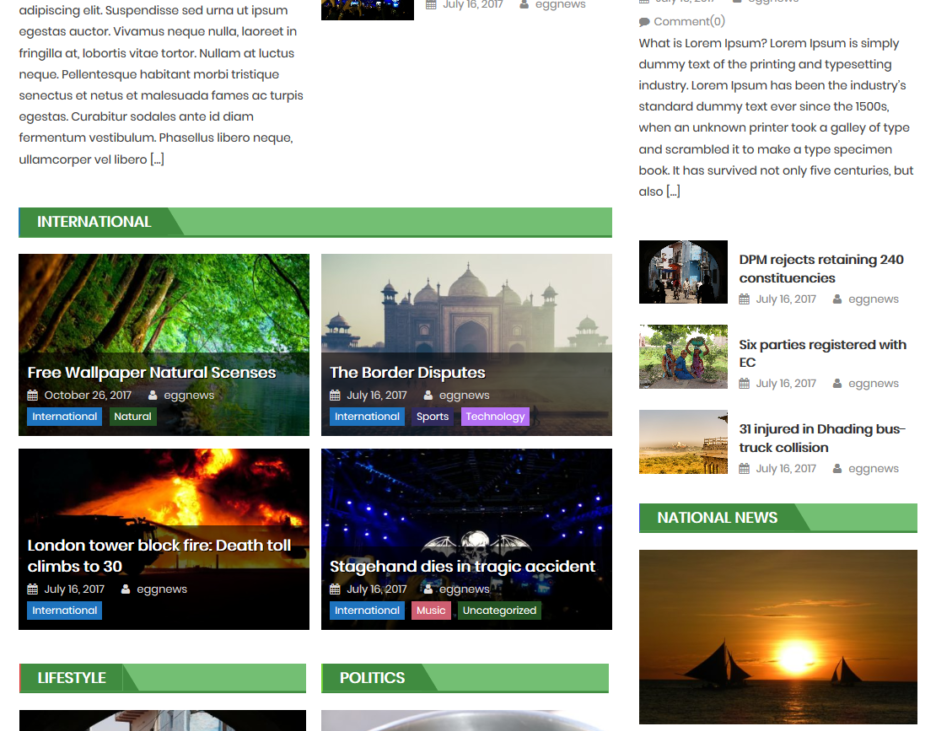 adipiscing elit. Suspendisse sed urna ut ipsum
egestas auctor. Vivamus neque nulla, laoreet in
fringilla at, lobortis vitae tortor. Nullam at luctus
neque. Pellentesque habitant morbi tristique
senectus et netus et malesuada fames ac turpis
egestas. Curabitur sodales ante id diam
fermentum vestibulum. Phasellus libero neque,
ullamcorper vel libero [...]
July 16, 2017 eggnews
INTERNATIONAL
Free Wallpaper Natural Scenses
October 26, 2017 eggnews
International Natural
The Border Disputes
July 16, 2017 eggnews
International Sports Technology
London tower block fire: Death toll
climbs to 30
July 16, 2017 eggnews
International
Stagehand dies in tragic accident
July 16, 2017 eggnews
International Music Uncategorized
LIFESTYLE
POLITICS
Comment(0)
What is Lorem Ipsum? Lorem Ipsum is simply
dummy text of the printing and typesetting
industry. Lorem Ipsum has been the industry's
standard dummy text ever since the 1500s,
when an unknown printer took a galley of type
and scrambled it to make a type specimen
book. It has survived not only five centuries, but
also [...]
DPM rejects retaining 240
constituencies
July 16, 2017 eggnews
Six parties registered with
EC
July 16, 2017 eggnews
31 injured in Dhading bus-
truck collision
July 16, 2017 eggnews
NATIONAL NEWS